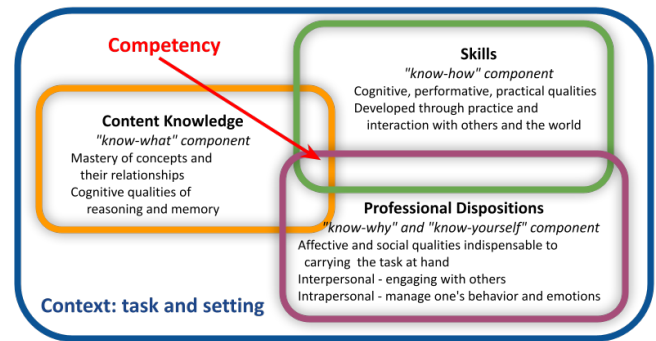 Competency
Skills
"know-how" component
Cognitive, performative, practical qualities
Developed through practice and
interaction with others and the world
Content Knowledge
"know-what" component
Mastery of concepts and
their relationships
Cognitive qualities of
reasoning and memory
Professional Dispositions
"know-why" and "know-yourself" component
Affective and social qualities indispensable to
carrying the task at hand
Interpersonal - engaging with others
Intrapersonal - manage one's behavior and emotions
Context: task and setting